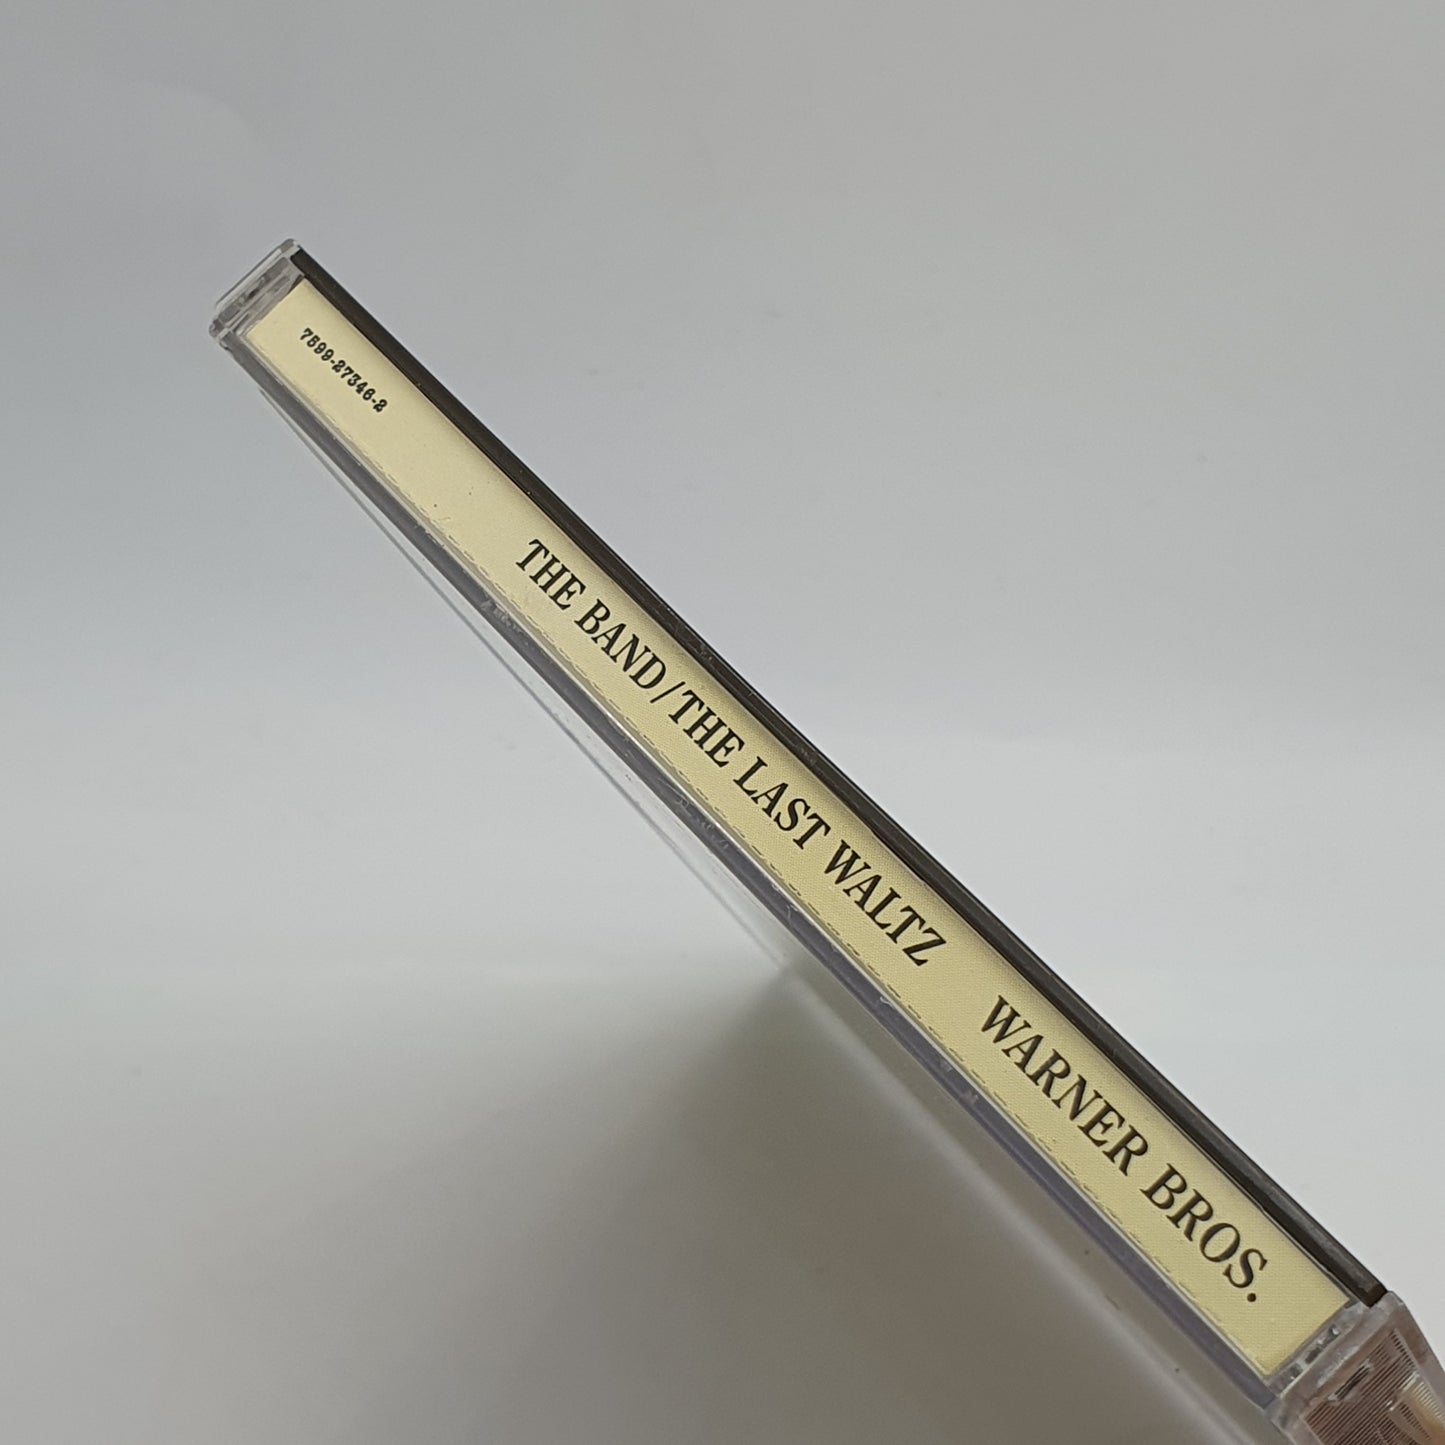 7599-27346-2
THE BAND/THE LAST WALTZ
WARNER BROS.